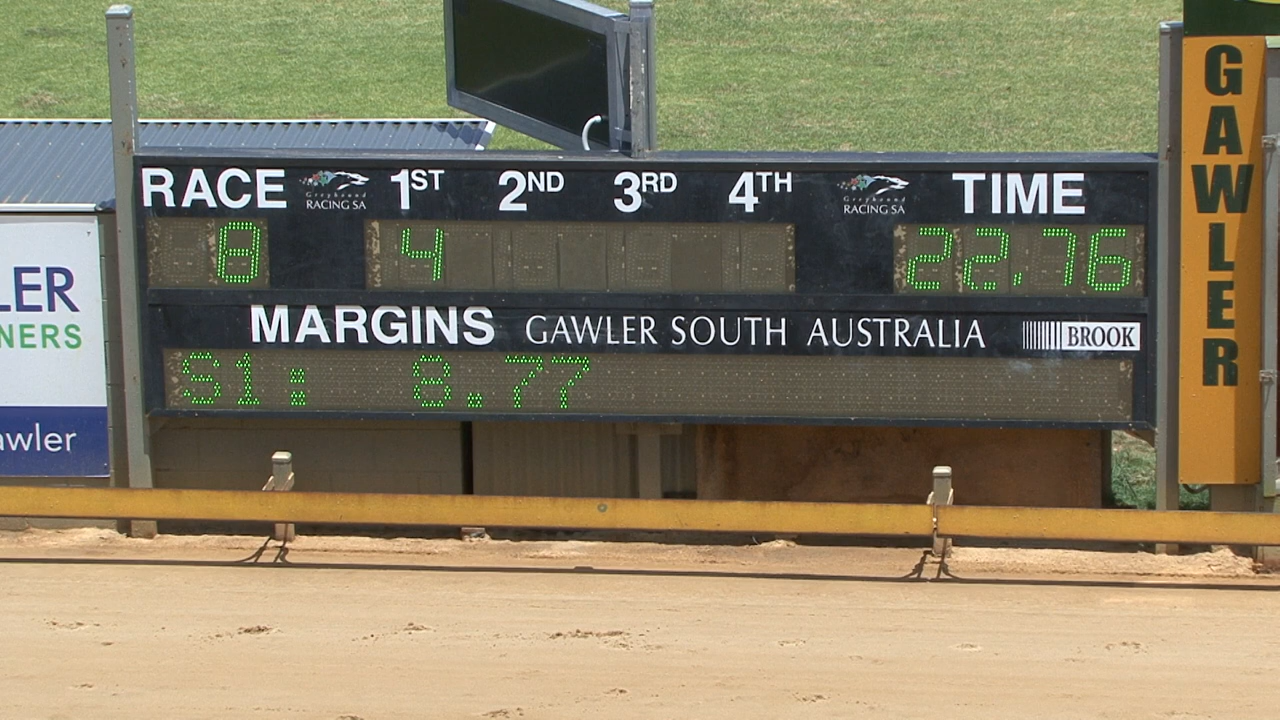 RACE Greyhound RACING SA 1ST 2ND 3RD 4TH Greyhound RACING SA TIME
8 4 22.76
MARGINS GAWLER SOUTH AUSTRALIA BROOK
S1: 8.77
GAWLER
LER
NERS
awler